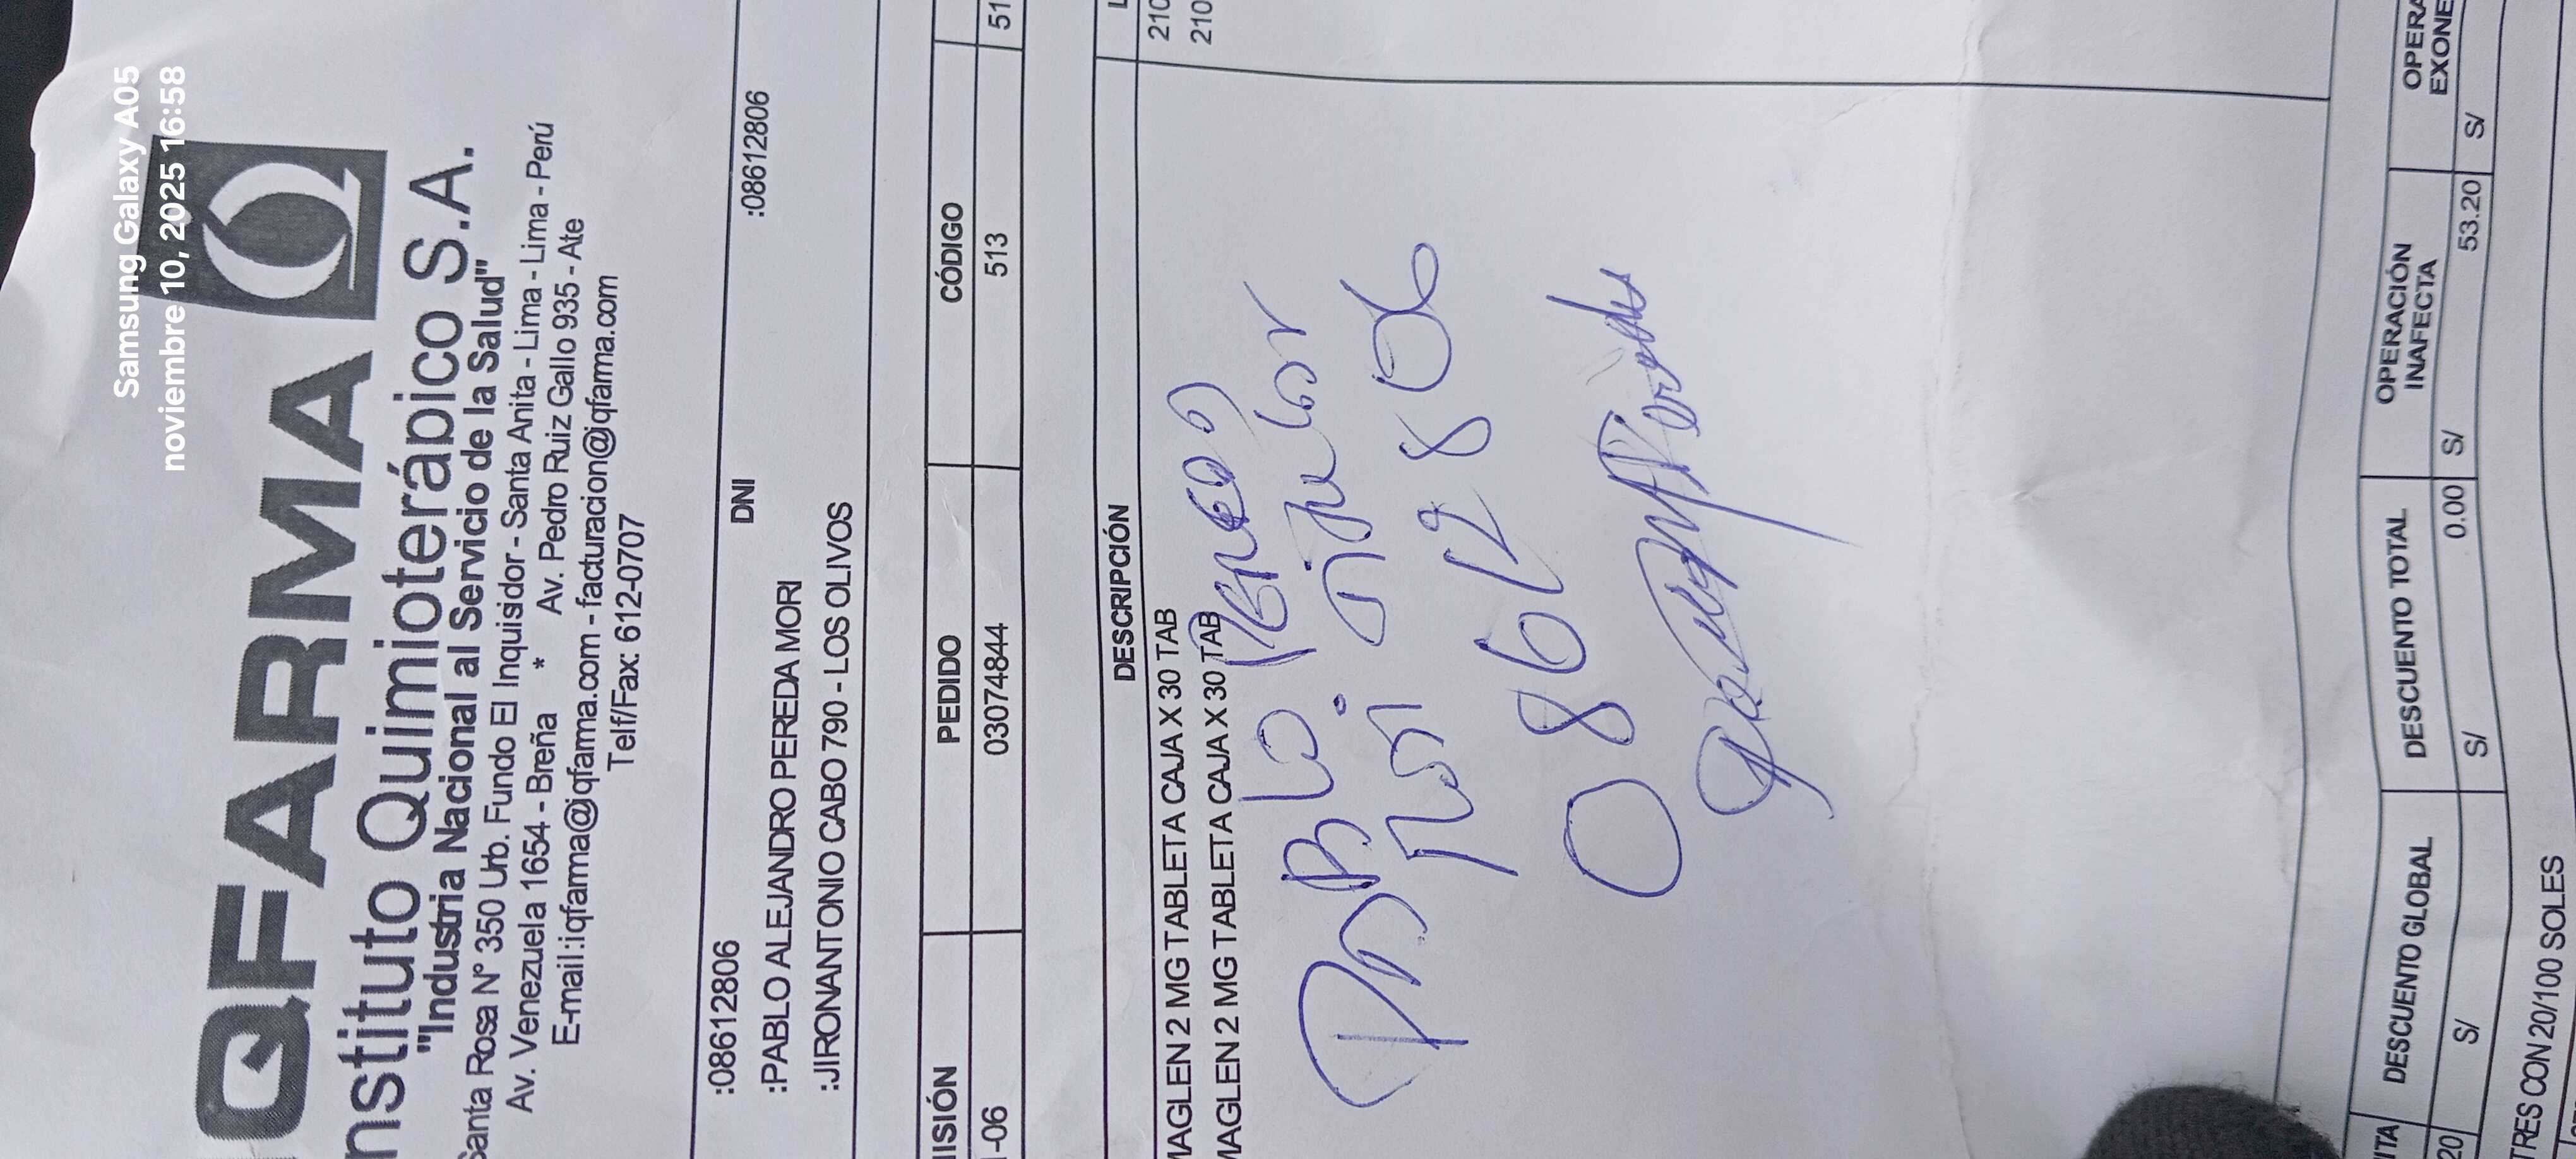 Samsung Galaxy A05
noviembre 10, 2025 16:58
QFARMA
nstituto Quimioterápico S.A.
"Industria Nacional al Servicio de la Salud"
Santa Rosa N° 350 Urb. Fundo El Inquisidor - Santa Anita - Lima - Lima - Perú
Av. Venezuela 1654 - Breña * Av. Pedro Ruiz Gallo 935 - Ate
E-mail:iqfarma@iqfarma.com - facturacion@iqfarma.com
Telf/Fax: 612-0707
:08612806 DNI :08612806
:PABLO ALEJANDRO PEREDA MORI
:JIRONANTONIO CABO 790 - LOS OLIVOS
ISIÓN PEDIDO CÓDIGO
-06 03074844 513 51
DESCRIPCIÓN L
MAGLEN 2 MG TABLETA CAJA X 30 TAB 210
MAGLEN 2 MG TABLETA CAJA X 30 TAB 210
PABLO
08612806
ITA DESCUENTO GLOBAL DESCUENTO TOTAL OPERACIÓN INAFECTA OPERA
EXONE
20 S/ S/ 0.00 S/ 53.20 S/
TRES CON 20/100 SOLES